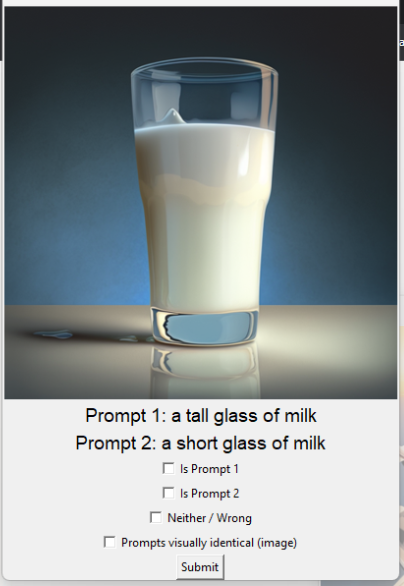 Prompt 1: a tall glass of milk
Prompt 2: a short glass of milk
Is Prompt 1
Is Prompt 2
Neither / Wrong
Prompts visually identical (image)
Submit